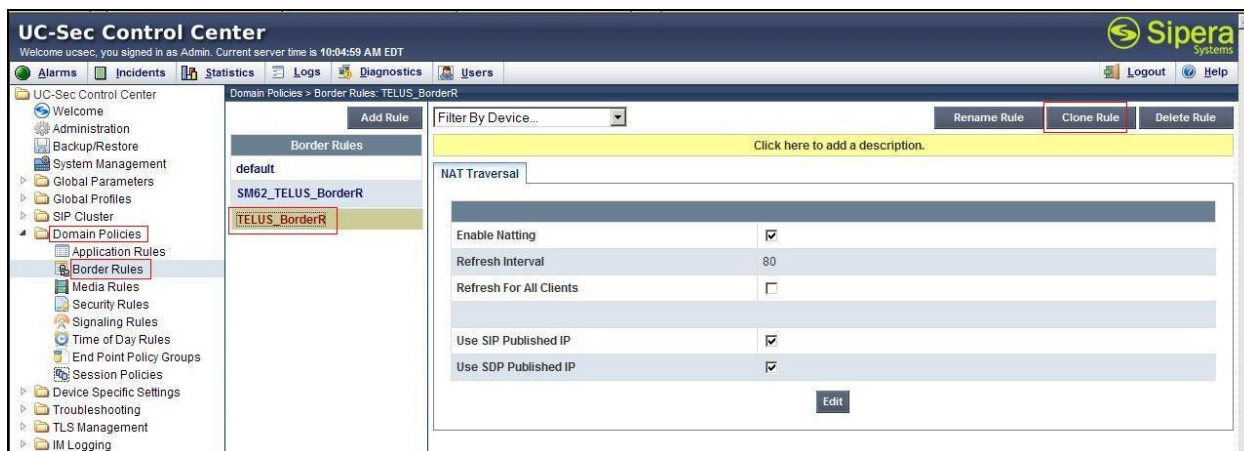 UC-Sec Control Center
Welcome ucsec, you signed in as Admin. Current server time is 10:04:59 AM EDT
Sipera
Systems
Alarms Incidents Statistics Logs Diagnostics Users Logout Help
UC-Sec Control Center
Welcome
Administration
Backup/Restore
System Management
Global Parameters
Global Profiles
SIP Cluster
Domain Policies
Application Rules
Border Rules
Media Rules
Security Rules
Signaling Rules
Time of Day Rules
End Point Policy Groups
Session Policies
Device Specific Settings
Troubleshooting
TLS Management
IM Logging
Domain Policies > Border Rules: TELUS_BorderR
Add Rule
Border Rules
default
SM62_TELUS_BorderR
TELUS_BorderR
Filter By Device...
Rename Rule Clone Rule Delete Rule
Click here to add a description.
NAT Traversal
Enable Natting
Refresh Interval 80
Refresh For All Clients
Use SIP Published IP
Use SDP Published IP
Edit